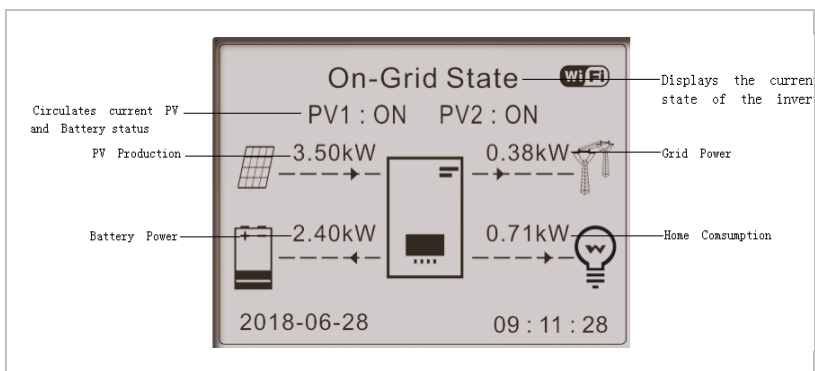 On-Grid State
WiFi
Displays the curren
state of the inver
Circulates current PV
and Battery status
PV1 : ON PV2 : ON
PV Production
3.50kW
0.38kW
Grid Power
Battery Power
2.40kW
0.71kW
Home Comsumption
2018-06-28
09 : 11 : 28